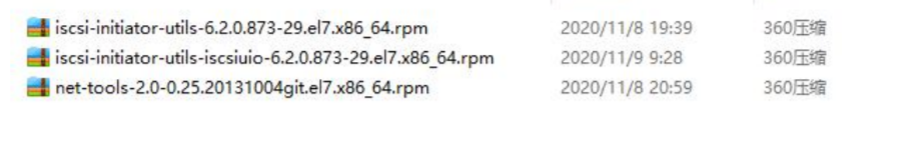 iscsi-initiator-utils-6.2.0.873-29.el7.x86_64.rpm 2020/11/8 19:39 360压缩
iscsi-initiator-utils-iscsiuio-6.2.0.873-29.el7.x86_64.rpm 2020/11/9 9:28 360压缩
net-tools-2.0-0.25.20131004git.el7.x86_64.rpm 2020/11/8 20:59 360压缩